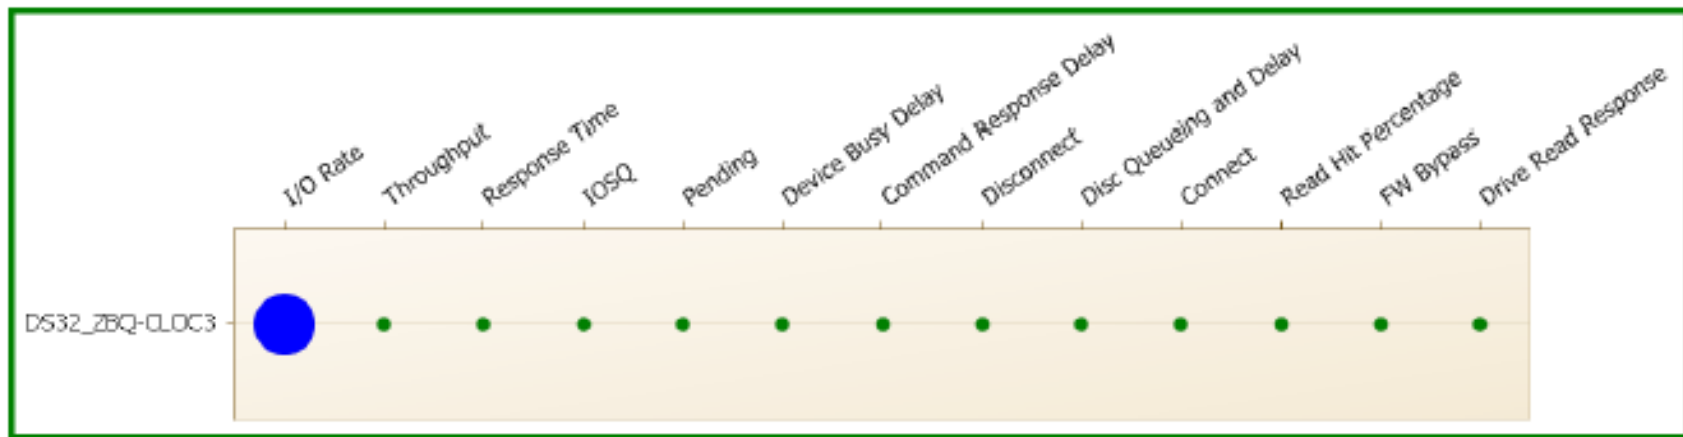 I/O Rate
Throughput
Response Time
IOSQ
Pending
Device Busy Delay
Command Response Delay
Disconnect
Disc Queueing and Delay
Connect
Read Hit Percentage
FW Bypass
Drive Read Response
DS32_ZBQ-CL0C3